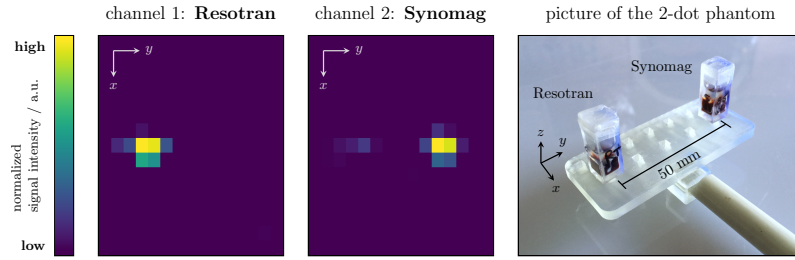 channel 1: Resotran
channel 2: Synomag
picture of the 2-dot phantom
high
low
normalized
signal intensity / a.u.
y
x
y
x
Synomag
Resotran
z
y
x
50 mm